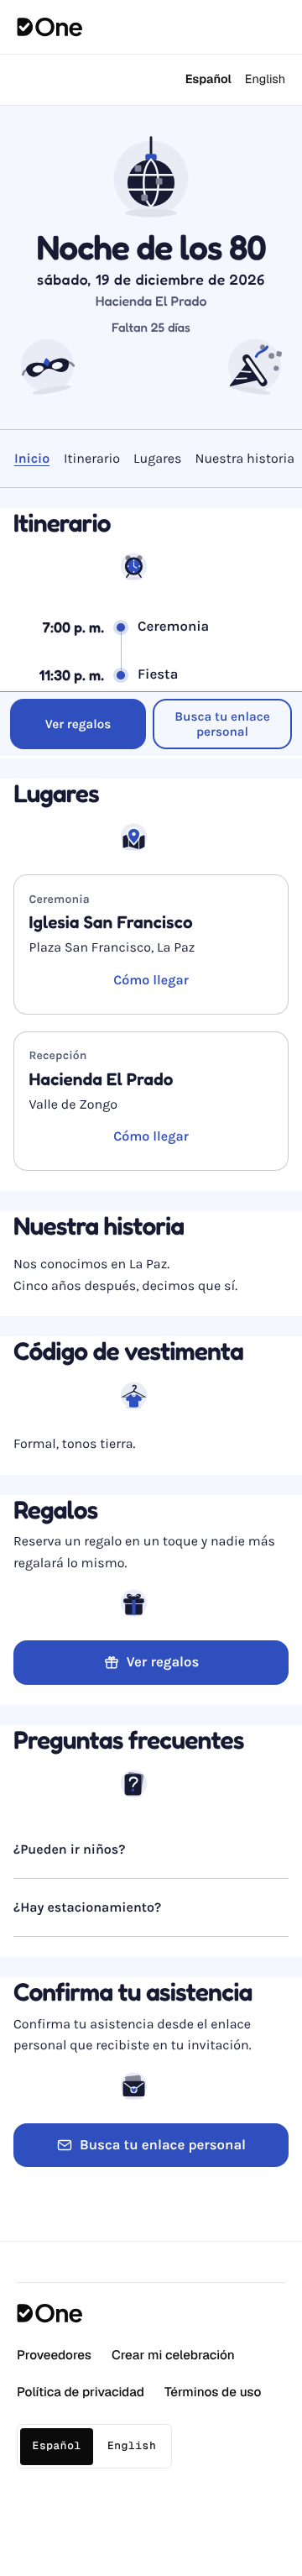 DOne
Español English
Noche de los 80
sábado, 19 de diciembre de 2026
Hacienda El Prado
Faltan 25 días
Inicio Itinerario Lugares Nuestra historia
Itinerario
7:00 p. m. Ceremonia
11:30 p. m. Fiesta
Ver regalos
Busca tu enlace
personal
Lugares
Ceremonia
Iglesia San Francisco
Plaza San Francisco, La Paz
Cómo llegar
Recepción
Hacienda El Prado
Valle de Zongo
Cómo llegar
Nuestra historia
Nos conocimos en La Paz.
Cinco años después, decimos que sí.
Código de vestimenta
Formal, tonos tierra.
Regalos
Reserva un regalo en un toque y nadie más
regalará lo mismo.
Ver regalos
Preguntas frecuentes
?
¿Pueden ir niños?
¿Hay estacionamiento?
Confirma tu asistencia
Confirma tu asistencia desde el enlace
personal que recibiste en tu invitación.
Busca tu enlace personal
DOne
Proveedores Crear mi celebración
Política de privacidad Términos de uso
Español English